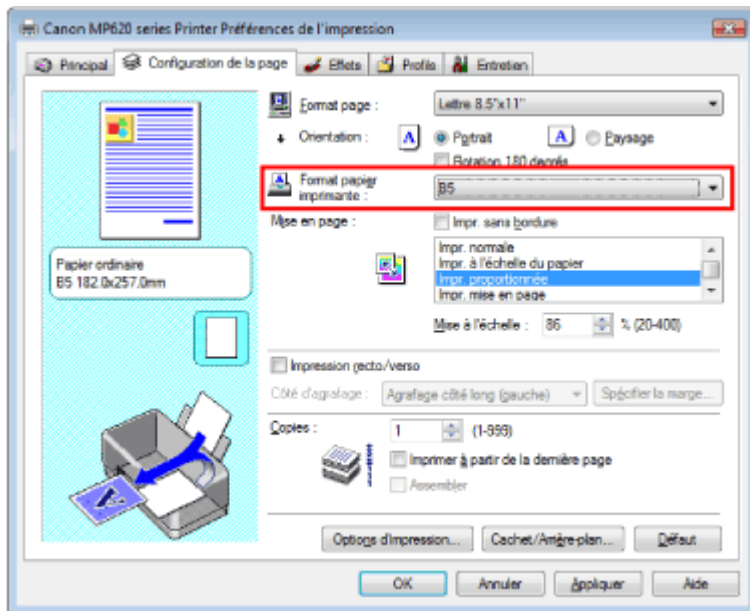 Canon MP620 series Printer Préférences de l'impression
Principal Configuration de la page Effets Profils Entretien
Format page : Lettre 8.5"x11"
Orientation : A Portrait A Paysage
Rotation 180 degrés
Format papier imprimante : B5
Mise en page : Impr. sans bordure
Impr. normale
Impr. à l'échelle du papier
Impr. proportionnée
Impr. mise en page
Papier ordinaire
B5 182.0x257.0mm
Mise à l'échelle : 86 % (20-400)
Impression recto/verso
Côté d'agrafage : Agrafage côté long (gauche) Spécifier la marge...
Copies : 1 (1-999)
Imprimer à partir de la dernière page
Assembler
Options d'impression... Cachet/Arrière-plan... Défaut
OK Annuler Appliquer Aide